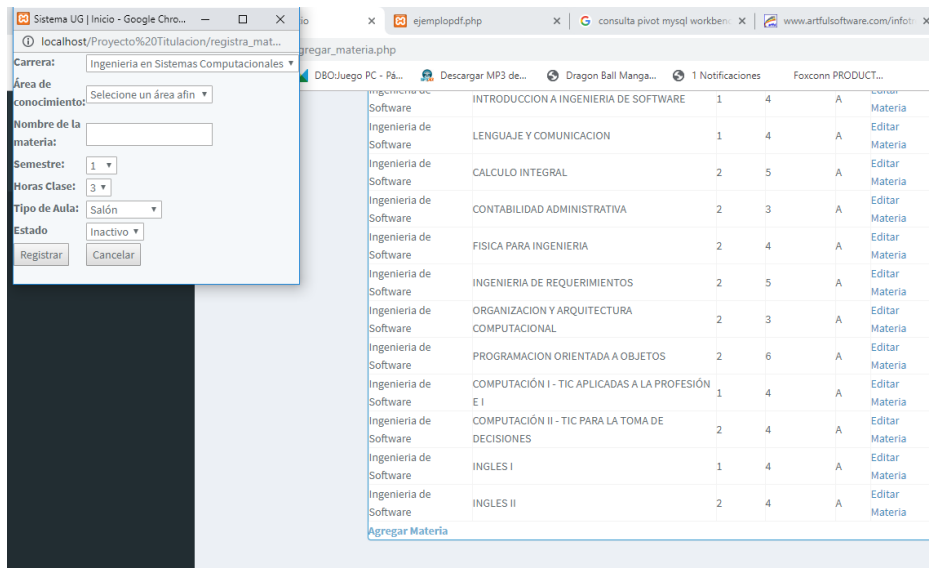 Sistema UG | Inicio - Google Chro...
localhost/Proyecto%20Titulacion/registra_mat...
Carrera: Ingenieria en Sistemas Computacionales
Área de
conocimiento: Selecione un área afin
Nombre de la
materia:
Semestre: 1
Horas Clase: 3
Tipo de Aula: Salón
Estado Inactivo
Registrar Cancelar
ejemplopdf.php
consulta pivot mysql workben
www.artfulsoftware.com/infot
gregar_materia.php
DBO:Juego PC - Pá... Descargar MP3 de... Dragon Ball Manga... 1 Notificaciones Foxconn PRODUCT...
Software INTRODUCCION A INGENIERIA DE SOFTWARE 1 4 A Materia
Ingenieria de Editar
Software LENGUAJE Y COMUNICACION 1 4 A Materia
Ingenieria de Editar
Software CALCULO INTEGRAL 2 5 A Materia
Ingenieria de Editar
Software CONTABILIDAD ADMINISTRATIVA 2 3 A Materia
Ingenieria de Editar
Software FISICA PARA INGENIERIA 2 4 A Materia
Ingenieria de Editar
Software INGENIERIA DE REQUERIMIENTOS 2 5 A Materia
Ingenieria de ORGANIZACION Y ARQUITECTURA Editar
Software COMPUTACIONAL 2 3 A Materia
Ingenieria de Editar
Software PROGRAMACION ORIENTADA A OBJETOS 2 6 A Materia
Ingenieria de COMPUTACIÓN I - TIC APLICADAS A LA PROFESIÓN Editar
Software E I 1 4 A Materia
Ingenieria de COMPUTACIÓN II - TIC PARA LA TOMA DE Editar
Software DECISIONES 2 4 A Materia
Ingenieria de Editar
Software INGLES I 1 4 A Materia
Ingenieria de Editar
Software INGLES II 2 4 A Materia
Agregar Materia